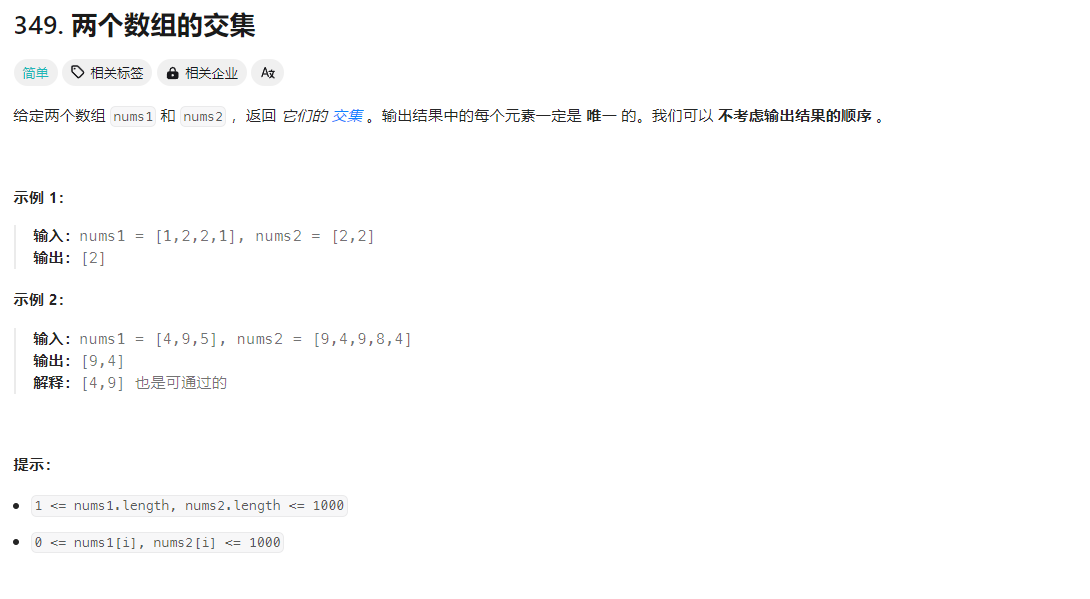 349. 两个数组的交集
简单 相关标签 相关企业 Aあ
给定两个数组 nums1 和 nums2 ，返回 它们的 交集 。输出结果中的每个元素一定是 唯一 的。我们可以 不考虑输出结果的顺序 。
示例 1：
输入：nums1 = [1,2,2,1], nums2 = [2,2]
输出：[2]
示例 2：
输入：nums1 = [4,9,5], nums2 = [9,4,9,8,4]
输出：[9,4]
解释：[4,9] 也是可通过的
提示：
1 <= nums1.length, nums2.length <= 1000
0 <= nums1[i], nums2[i] <= 1000